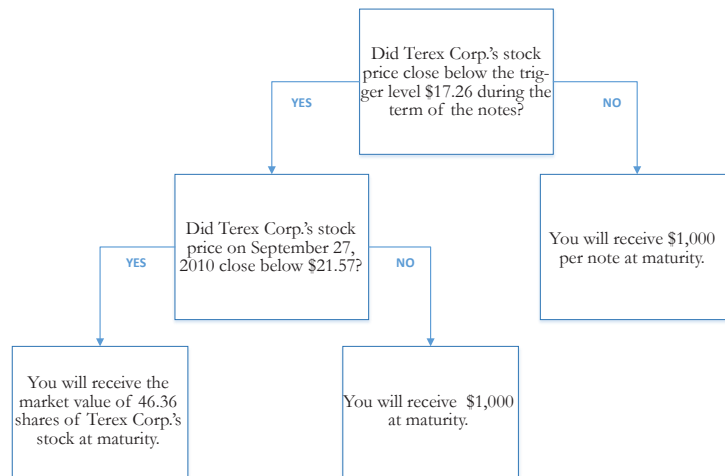 Did Terex Corp.'s stock
price close below the trig-
ger level $17.26 during the
term of the notes?
YES
NO
Did Terex Corp.'s stock
price on September 27,
2010 close below $21.57?
You will receive $1,000
per note at maturity.
YES
NO
You will receive the
market value of 46.36
shares of Terex Corp.'s
stock at maturity.
You will receive $1,000
at maturity.